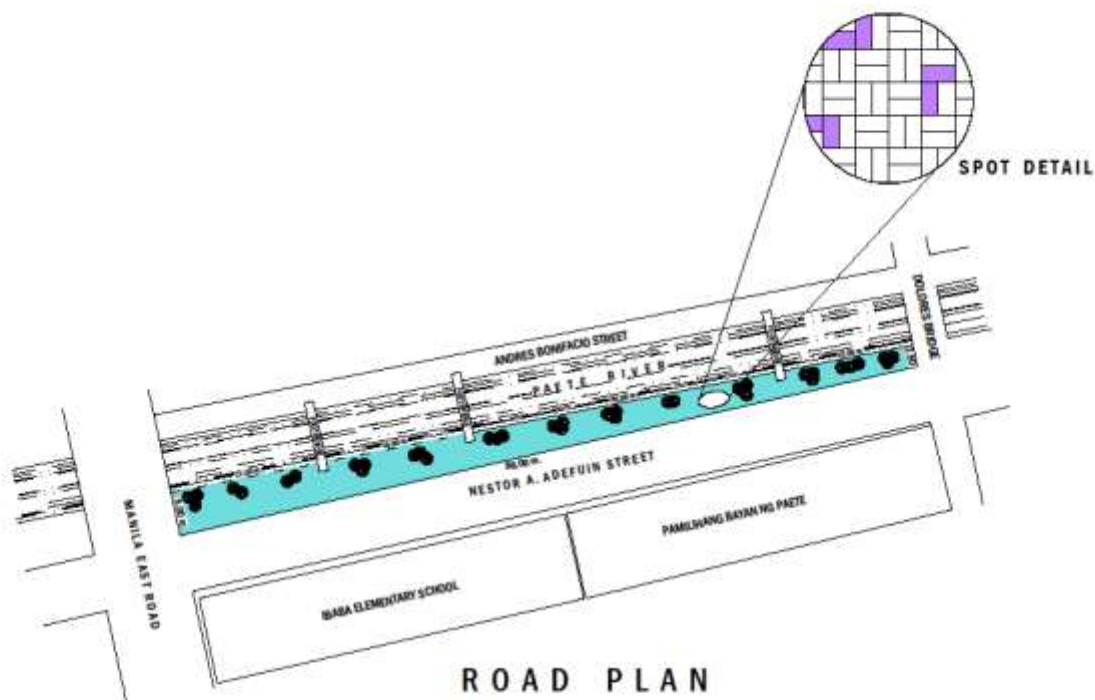 SPOT DETAIL
DOLORES BRIDGE
ANDRES BONIFACIO STREET
PAETE RIVER
NESTOR A. ADEFUIN STREET
MANILA EAST ROAD
PAMILIHANG BAYAN NG PAETE
IBABA ELEMENTARY SCHOOL
ROAD PLAN